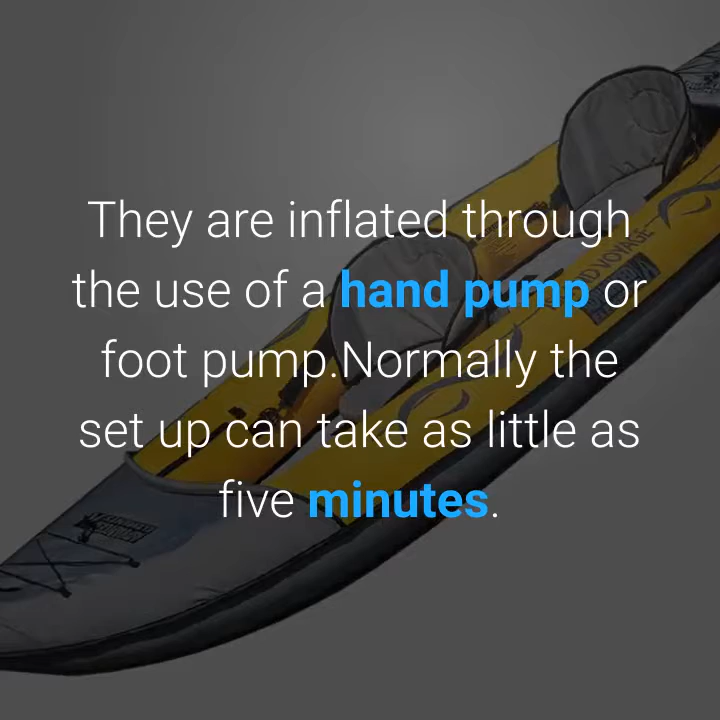 They are inflated through
the use of a hand pump or
foot pump.Normally the
set up can take as little as
five minutes.
VOYAGE